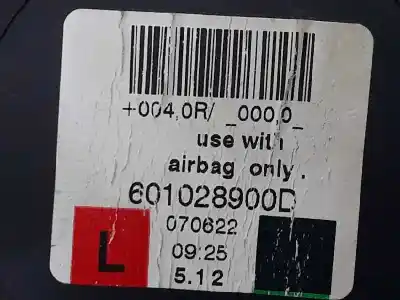 +004,0R/ _000,0_
use with
airbag only.
601028900D
070622
L
09:25
5.12